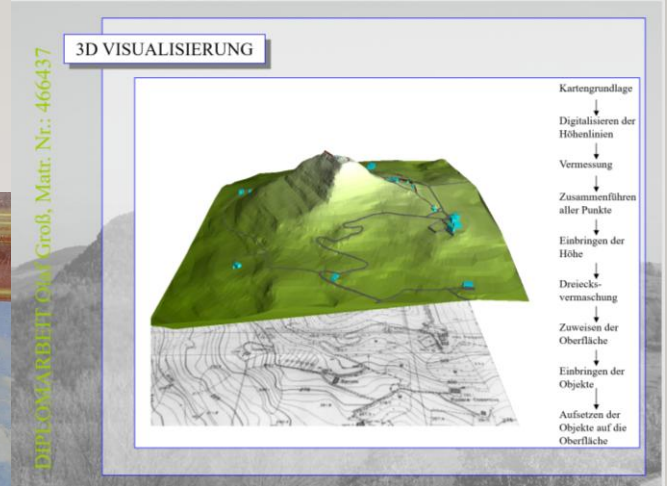 3D VISUALISIERUNG
DIPLOMARBEIT Olaf Groß, Matr. Nr.: 466437
Kartengrundlage
Digitalisieren der
Höhenlinien
Vermessung
Zusammenführen
aller Punkte
Einbringen der
Höhe
Dreiecks-
vermaschung
Zuweisen der
Oberfläche
Einbringen der
Objekte
Aufsetzen der
Objekte auf die
Oberfläche